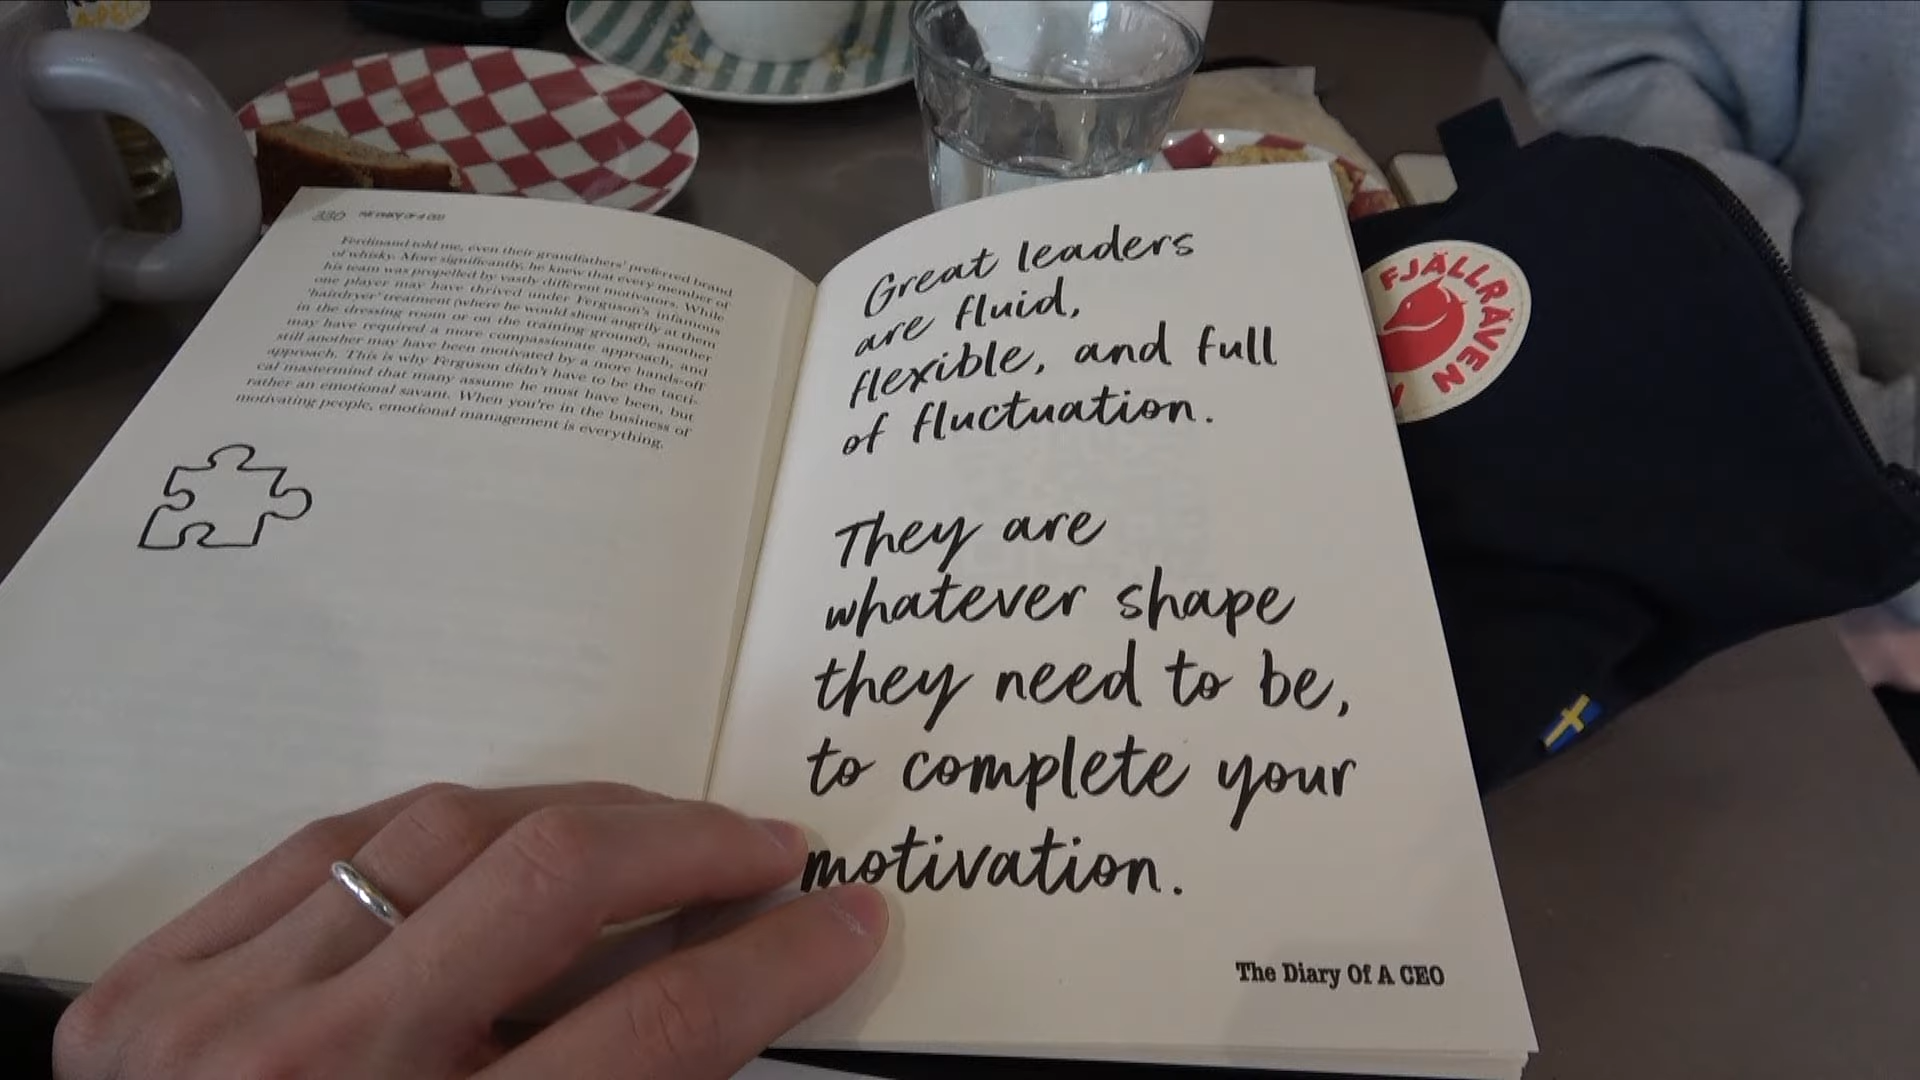 330 THE DIARY OF A CEO
Ferdinand told me, even their grandfathers' preferred brand
of whisky. More significantly, he knew that every member of
his team was propelled by vastly different motivators. While
one player may have thrived under Ferguson's infamous
'hairdryer' treatment (where he would shout angrily at them
in the dressing room or on the training ground), another
may have required a more compassionate approach, and
still another may have been motivated by a more hands-off
approach. This is why Ferguson didn't have to be the tacti-
cal mastermind that many assume he must have been, but
rather an emotional savant. When you're in the business of
motivating people, emotional management is everything.
Great leaders
are fluid,
flexible, and full
of fluctuation.
They are
whatever shape
they need to be,
to complete your
motivation.
The Diary Of A CEO
FJÄLLRÄVEN